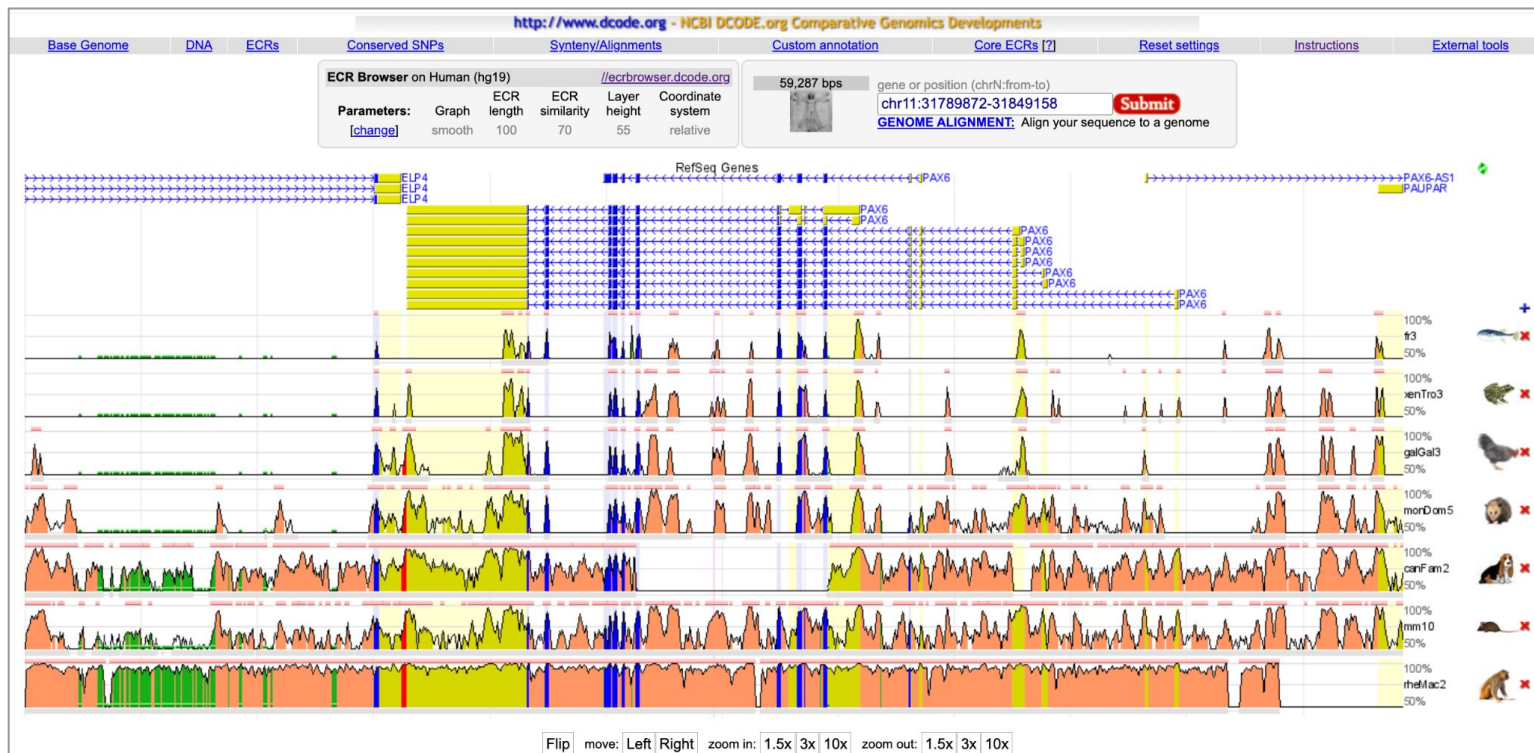 http://www.dcode.org - NCBI DCODE.org Comparative Genomics Developments
Base Genome DNA ECRs Conserved SNPs Synteny/Alignments Custom annotation Core ECRs [?] Reset settings Instructions External tools
ECR Browser on Human (hg19) //ecrbrowser.dcode.org
Parameters: Graph ECR length ECR similarity Layer height Coordinate system
[change] smooth 100 70 55 relative
59,287 bps
gene or position (chrN:from-to)
chr11:31789872-31849158 Submit
GENOME ALIGNMENT: Align your sequence to a genome
RefSeq Genes
ELP4 PAX6 PAX6-AS1
ELP4 PAUPAR
ELP4
PAX6
PAX6
PAX6
PAX6
PAX6
PAX6
PAX6
PAX6
PAX6
PAX6
100%
fr3
50%
100%
xenTro3
50%
100%
galGal3
50%
100%
monDom5
50%
100%
canFam2
50%
100%
mm10
50%
100%
rheMac2
50%
Flip move: Left Right zoom in: 1.5x 3x 10x zoom out: 1.5x 3x 10x